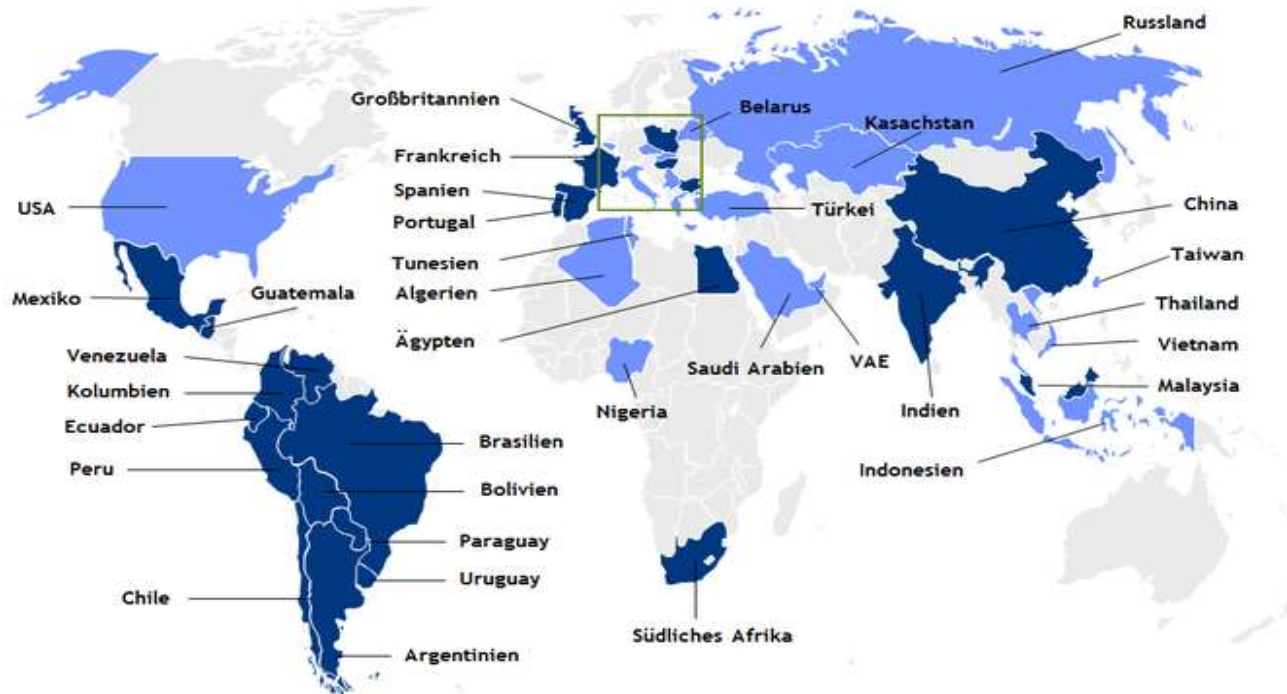 Russland
Großbritannien
Belarus
Kasachstan
Frankreich
Spanien
USA
Türkei
China
Portugal
Tunesien
Taiwan
Guatemala
Algerien
Mexiko
Thailand
Ägypten
Vietnam
Venezuela
Saudi Arabien
VAE
Malaysia
Kolumbien
Nigeria
Indien
Ecuador
Brasilien
Peru
Indonesien
Bolivien
Paraguay
Uruguay
Chile
Südliches Afrika
Argentinien